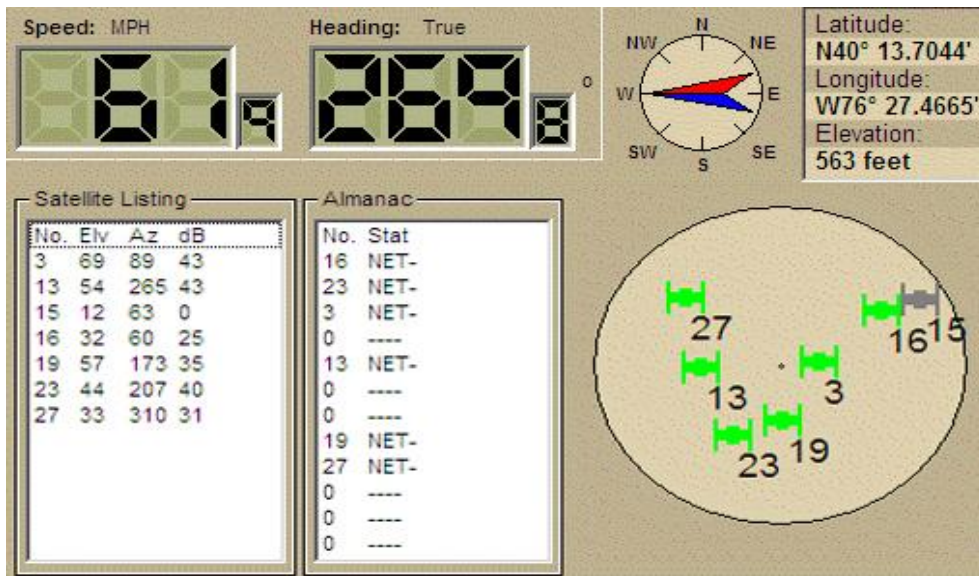 Speed: MPH
61 9
Heading: True
269 8 °
N
NE
E
SE
S
SW
W
NW
Latitude:
N40° 13.7044'
Longitude:
W76° 27.4665'
Elevation:
563 feet
Satellite Listing
No. Elv Az dB
3 69 89 43
13 54 265 43
15 12 63 0
16 32 60 25
19 57 173 35
23 44 207 40
27 33 310 31
Almanac
No. Stat
16 NET-
23 NET-
3 NET-
0 ----
13 NET-
0 ----
0 ----
19 NET-
27 NET-
0 ----
0 ----
0 ----
27
16
15
13
3
23
19